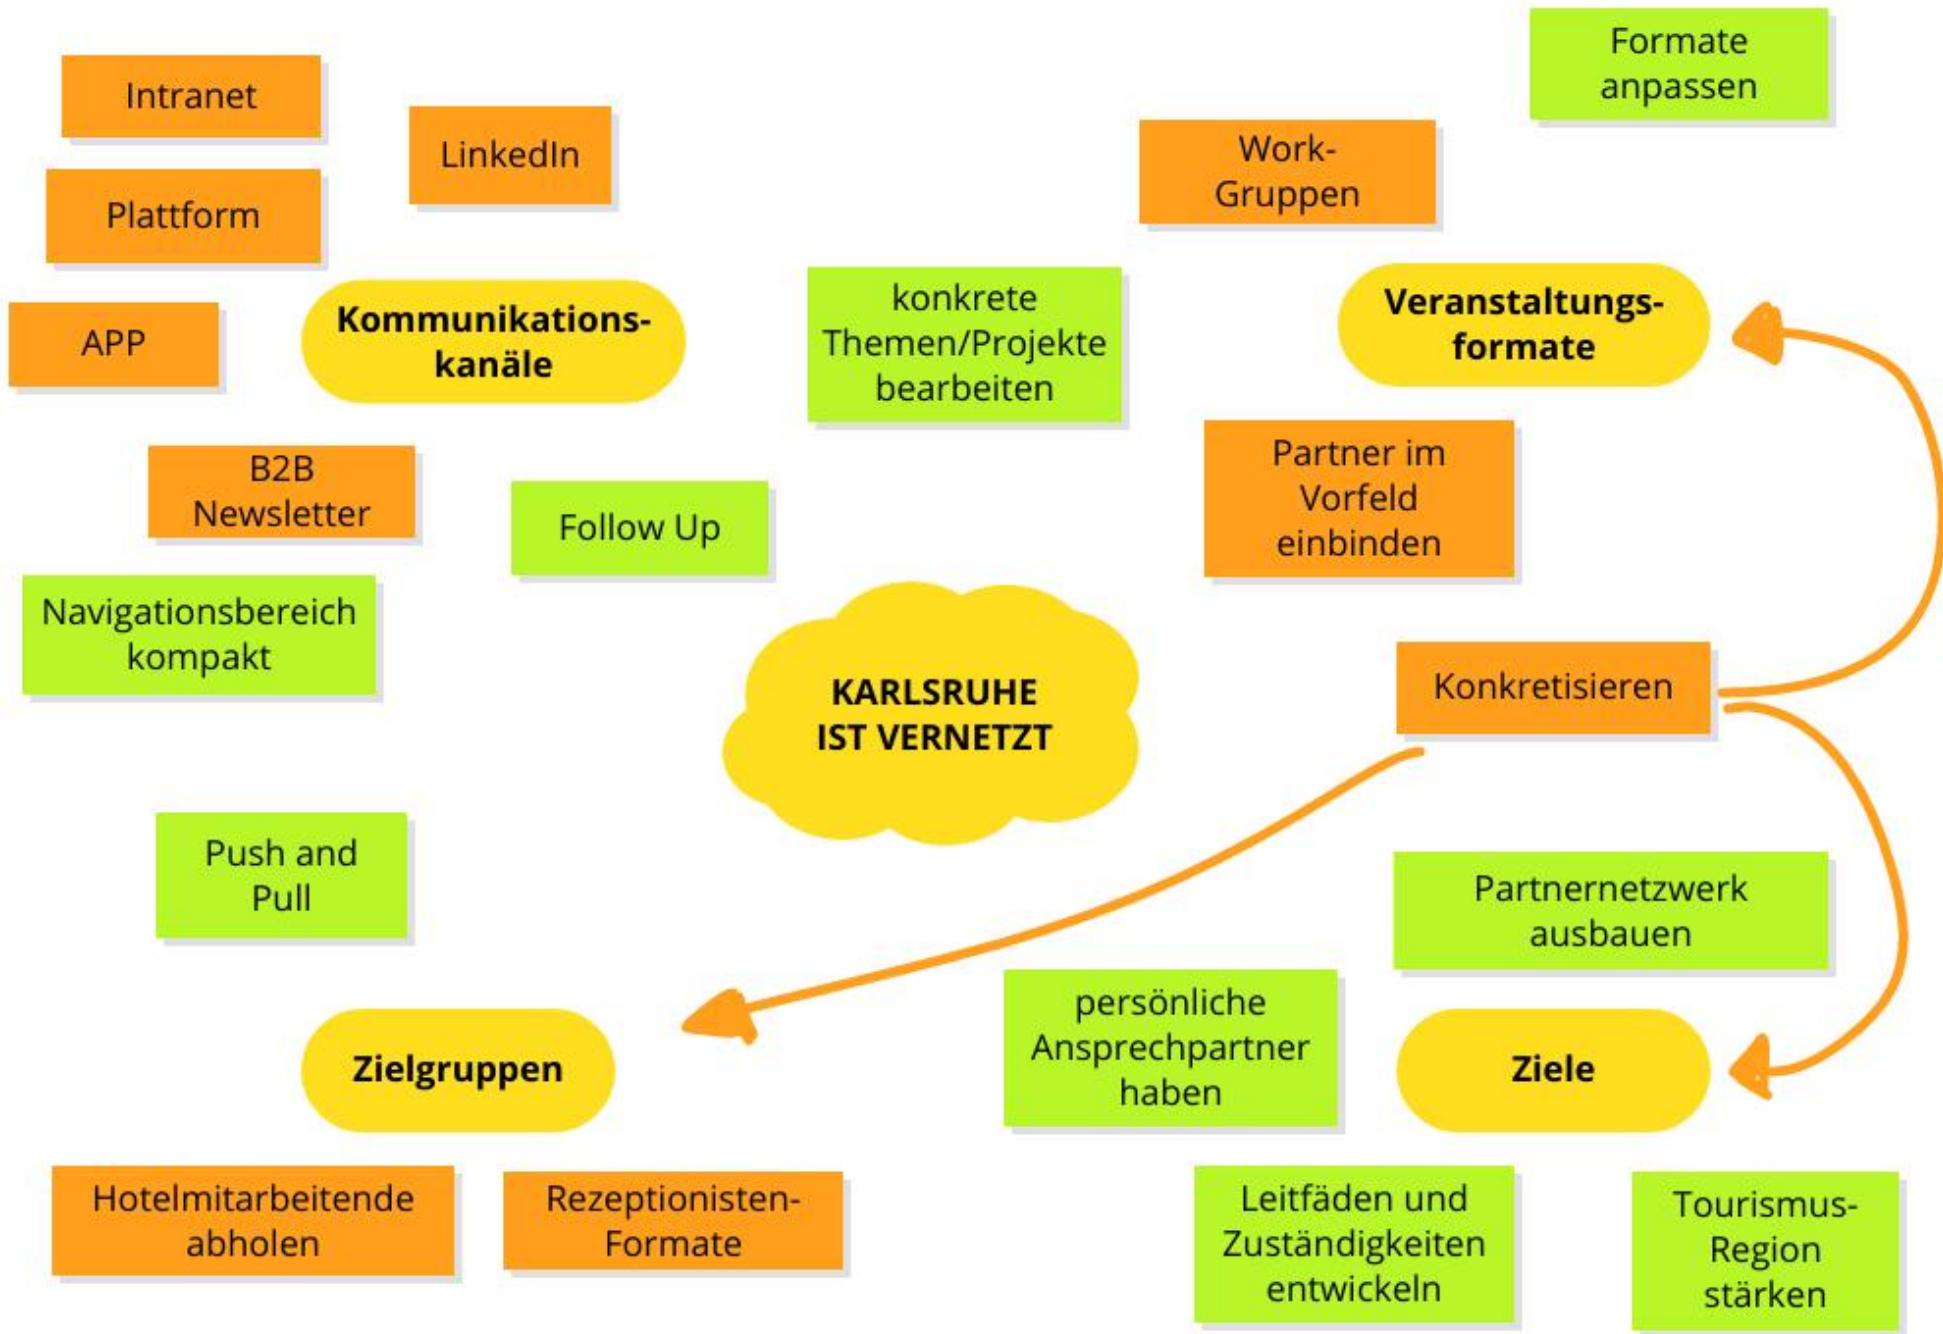 Formate
anpassen
Intranet
LinkedIn
Work-
Gruppen
Plattform
Kommunikations-
kanäle
konkrete
Themen/Projekte
bearbeiten
Veranstaltungs-
formate
APP
B2B
Newsletter
Follow Up
Partner im
Vorfeld
einbinden
Navigationsbereich
kompakt
KARLSRUHE
IST VERNETZT
Konkretisieren
Push and
Pull
Partnernetzwerk
ausbauen
persönliche
Ansprechpartner
haben
Zielgruppen
Ziele
Hotelmitarbeitende
abholen
Rezeptionisten-
Formate
Leitfäden und
Zuständigkeiten
entwickeln
Tourismus-
Region
stärken